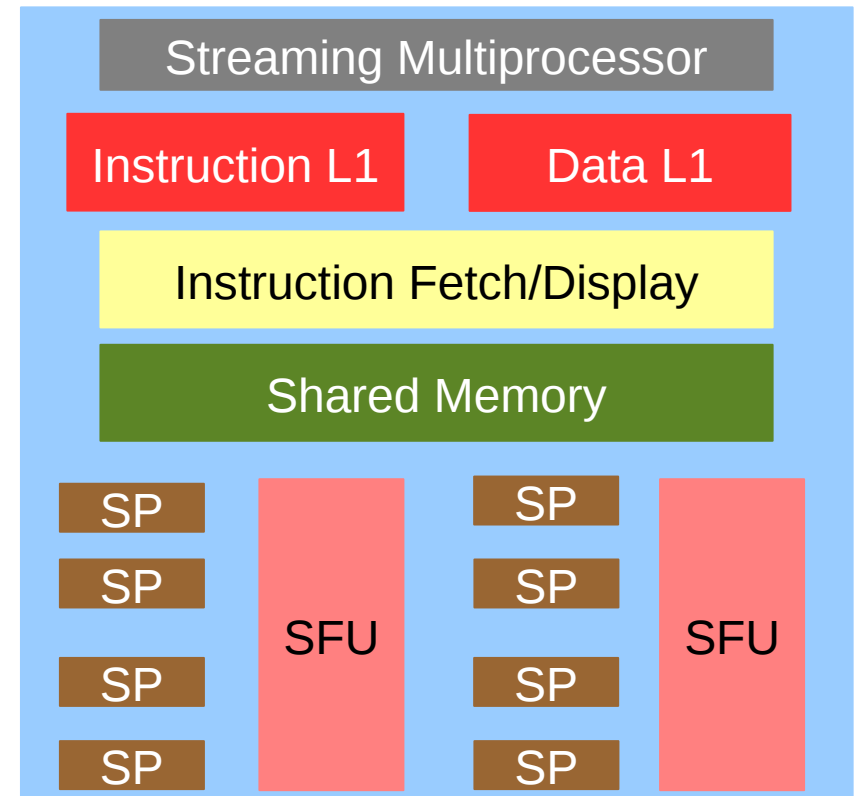 Streaming Multiprocessor
Instruction L1
Data L1
Instruction Fetch/Display
Shared Memory
SP
SP
SP
SP
SFU
SP
SP
SP
SP
SFU